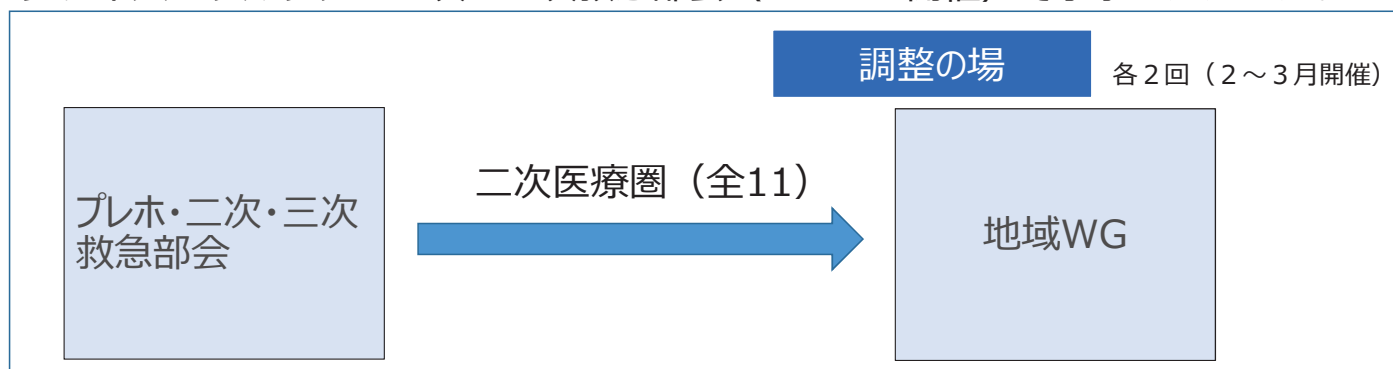 調整の場
各２回（２～３月開催）
二次医療圏（全11）
プレホ・二次・三次
救急部会
地域WG